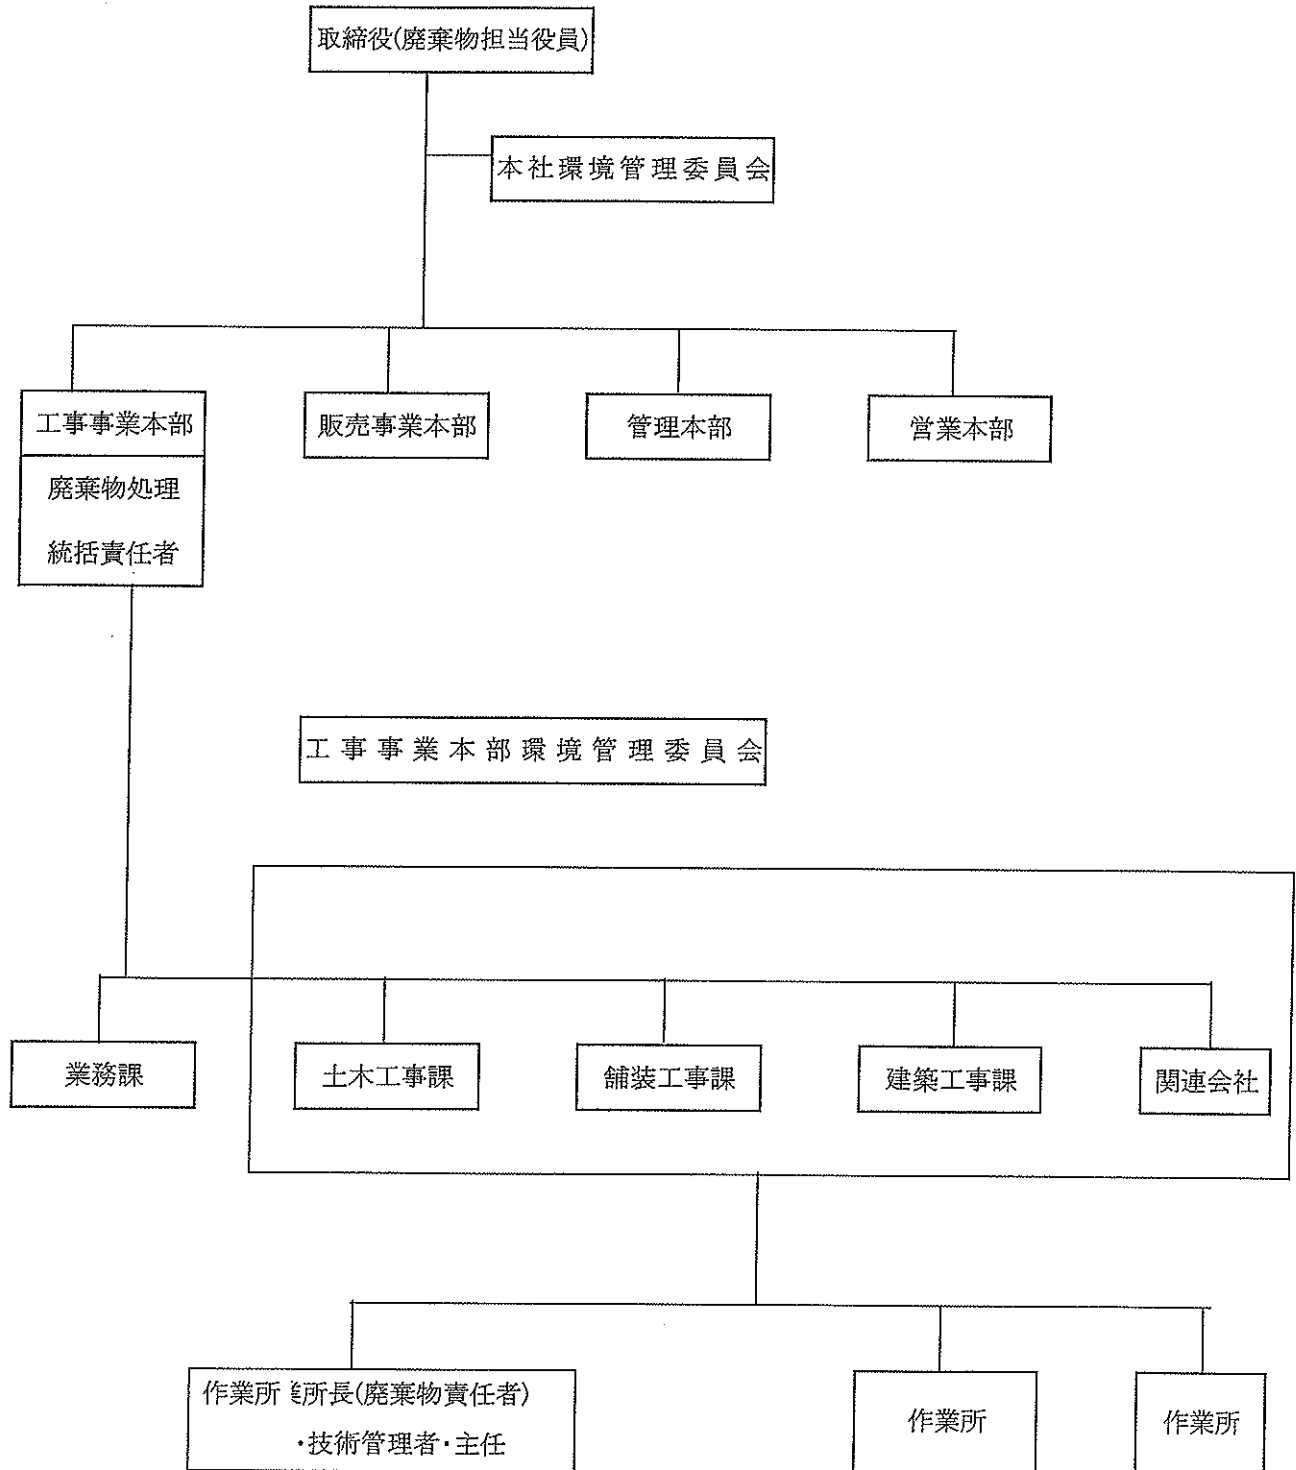 取締役(廃棄物担当役員)
本社環境管理委員会
工事事業本部
販売事業本部
管理本部
営業本部
廃棄物処理
統括責任者
工事事業本部環境管理委員会
業務課
土木工事課
舗装工事課
建築工事課
関連会社
作業所 所長(廃棄物責任者)
・技術管理者・主任
作業所
作業所